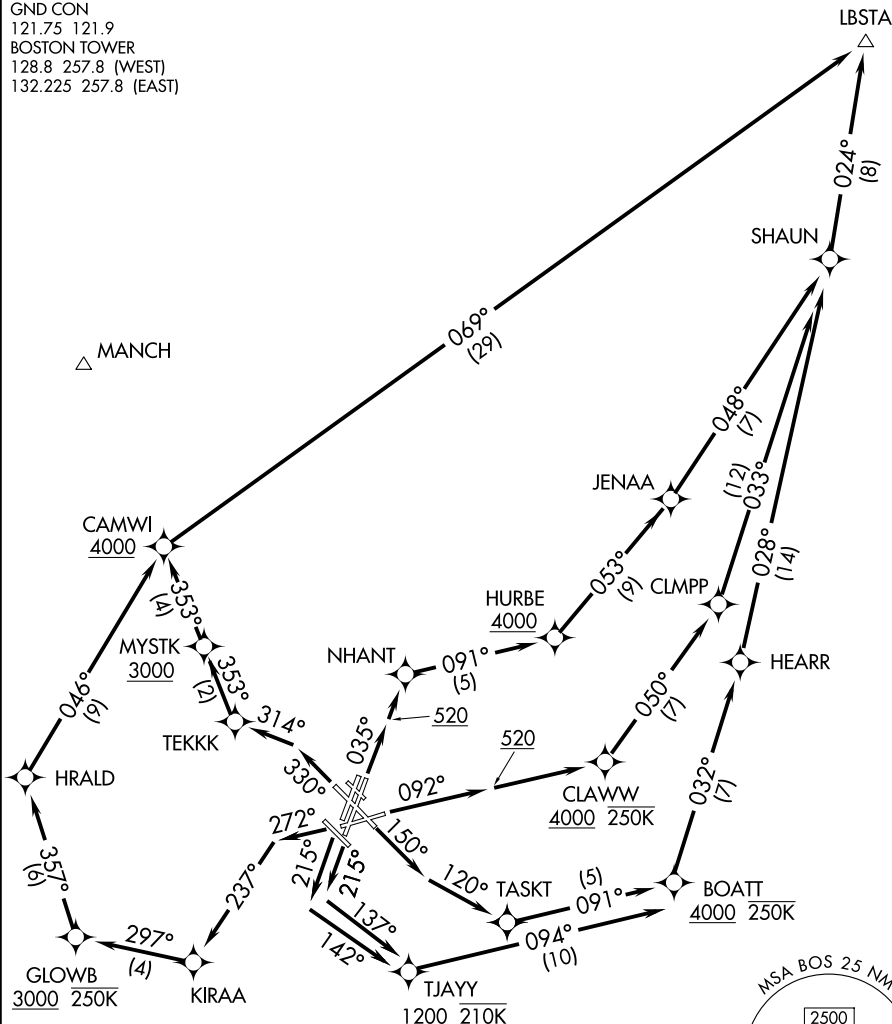 GND CON
121.75 121.9
BOSTON TOWER
128.8 257.8 (WEST)
132.225 257.8 (EAST)
LBSTA
024°
(8)
SHAUN
069°
(29)
MANCH
048°
(7)
(12)
033°
JENAA
028°
(14)
CAMWI
4000
353°
(4)
053°
(9)
CLMPP
HURBE
4000
MYSTK
3000
NHANT
091°
(5)
HEARR
353°
(2)
046°
(9)
050°
(7)
314°
520
TEKKK
035°
520
HRALD
330°
092°
CLAWW
4000 250K
032°
(7)
272°
150°
215°
215°
357°
(6)
237°
120°
TASKT
(5)
091°
BOATT
4000 250K
137°
142°
297°
(4)
094°
(10)
GLOWB
3000 250K
KIRAA
TJAYY
1200 210K
MSA BOS 25 NM
2500